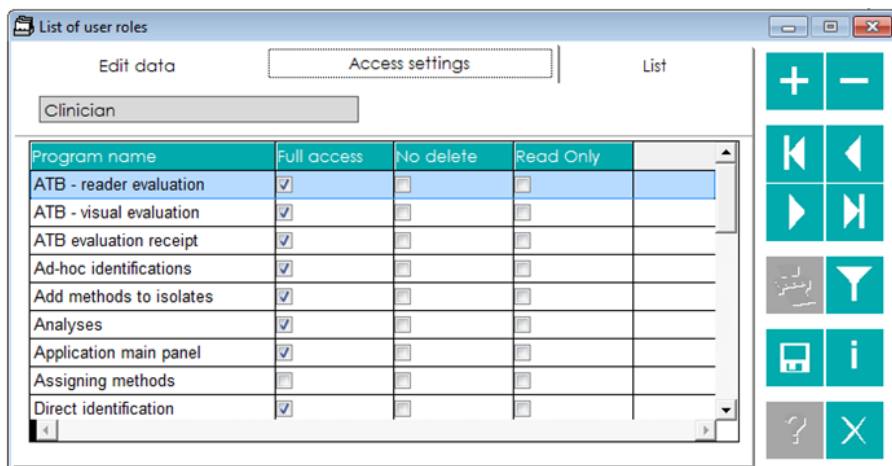 List of user roles
Edit data Access settings List
Clinician
Program name Full access No delete Read Only
ATB - reader evaluation
ATB - visual evaluation
ATB evaluation receipt
Ad-hoc identifications
Add methods to isolates
Analyses
Application main panel
Assigning methods
Direct identification